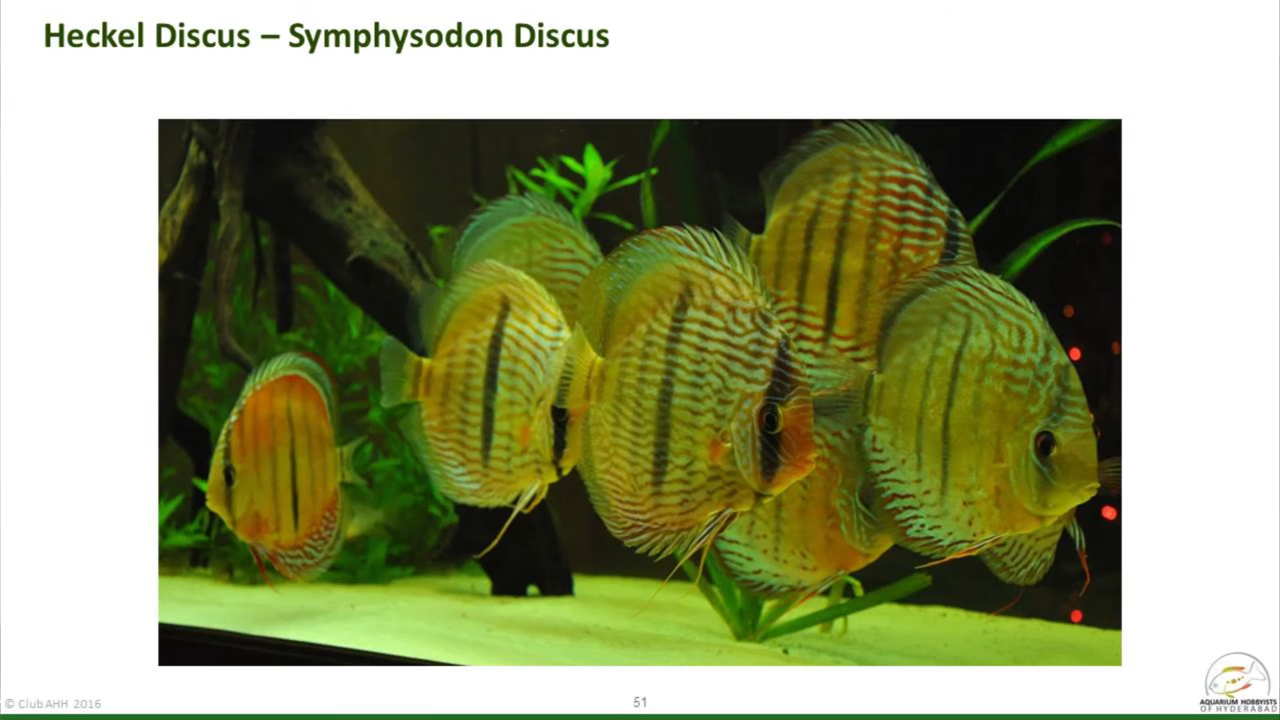 Heckel Discus – Symphysodon Discus
© Club AHH 2016
51
AQUARIUM HOBBYISTS
OF HYDERABAD